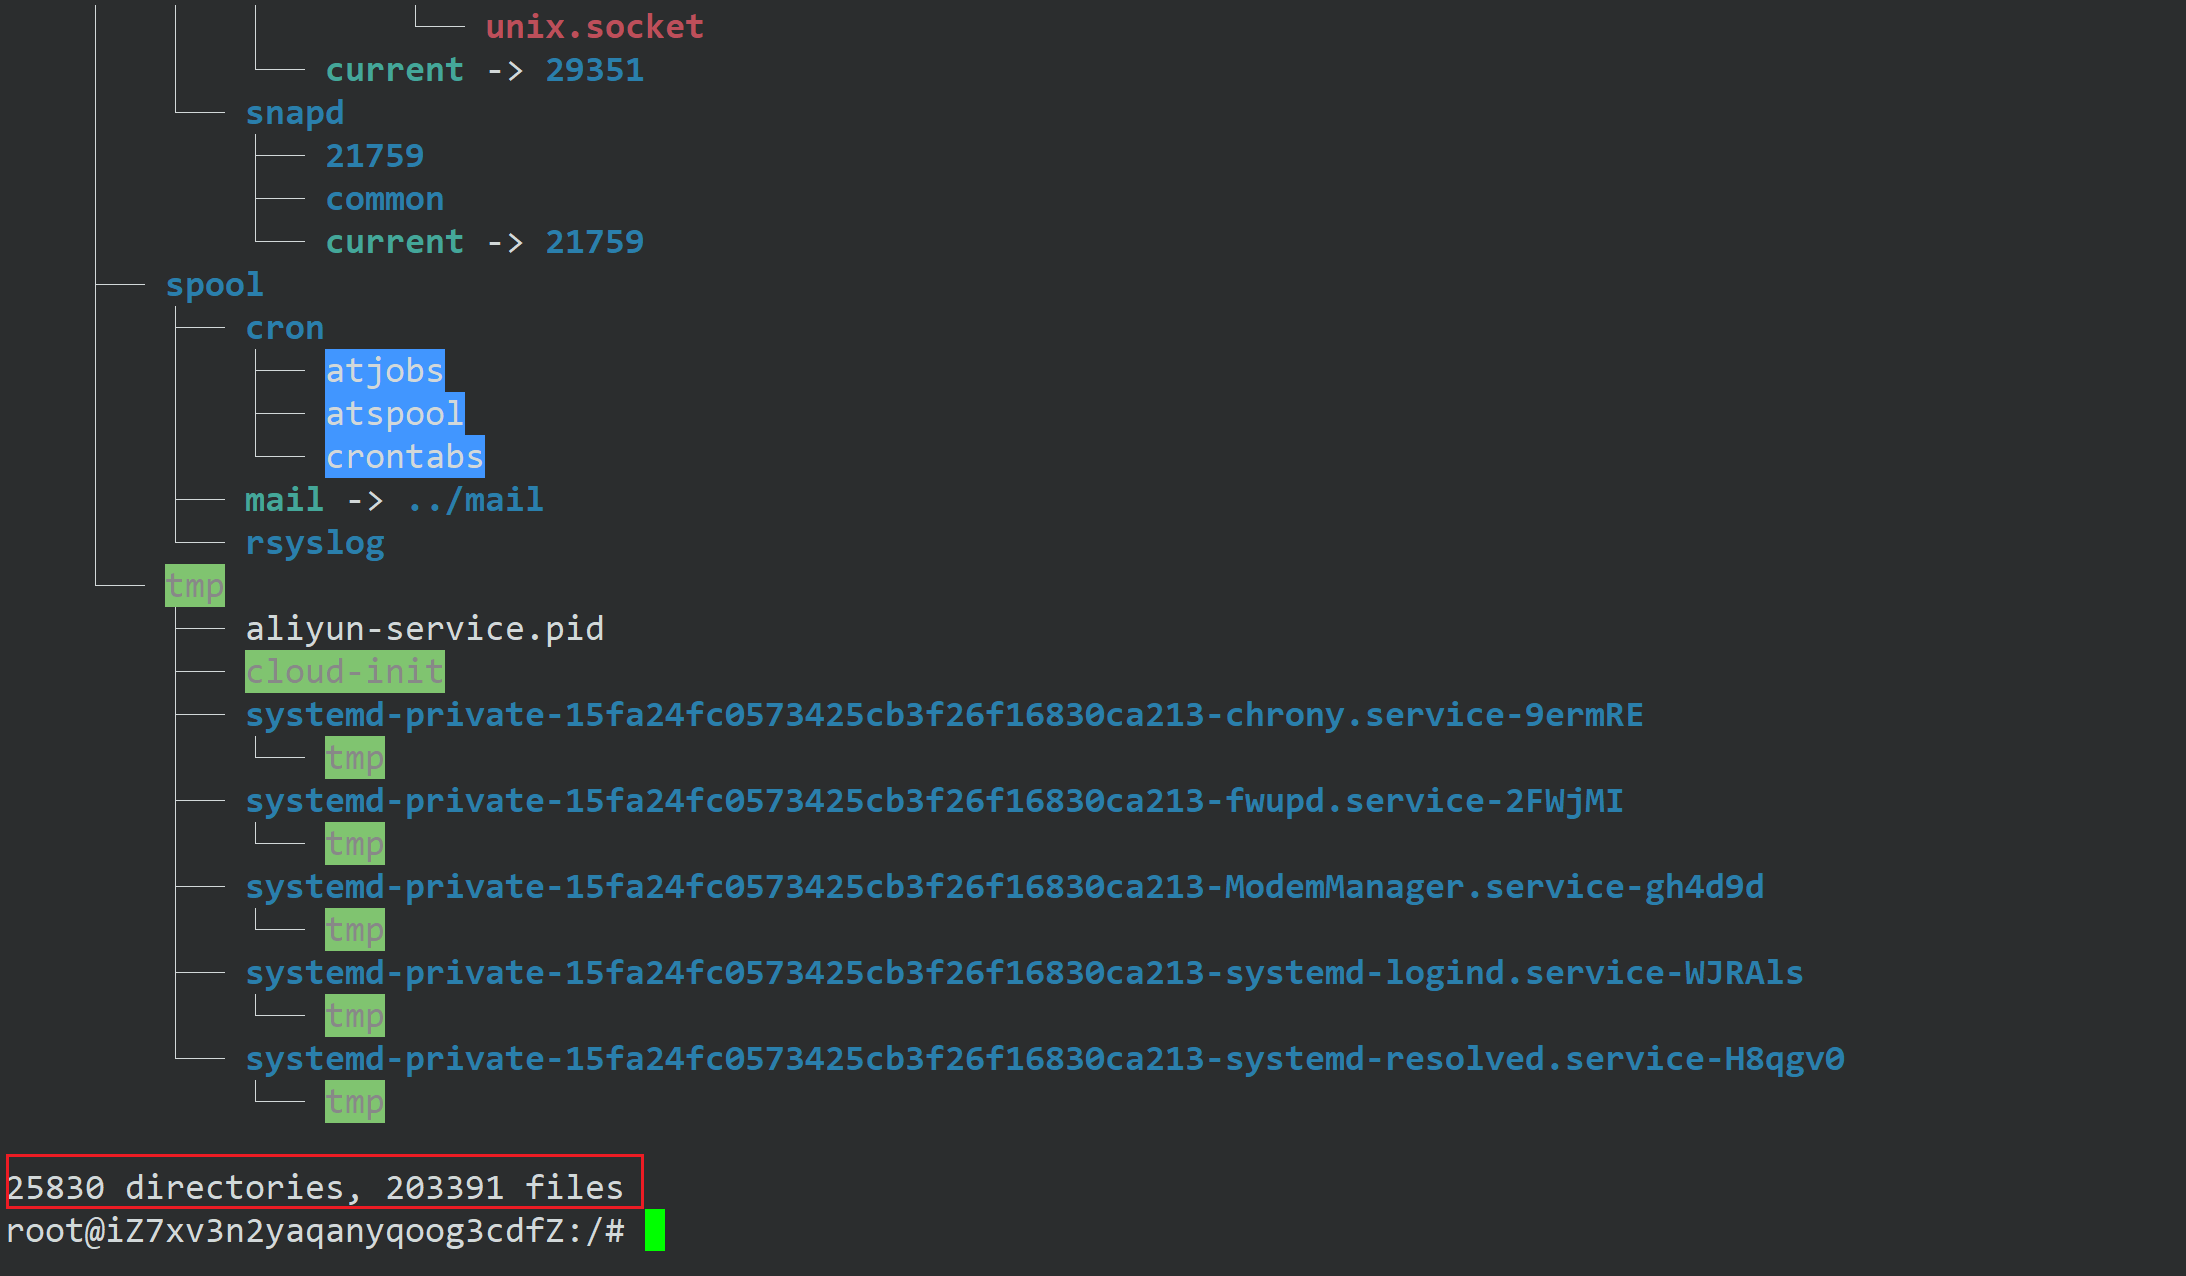 unix.socket
current -> 29351
snapd
21759
common
current -> 21759
spool
cron
atjobs
atspool
crontabs
mail -> ../mail
rsyslog
tmp
aliyun-service.pid
cloud-init
systemd-private-15fa24fc0573425cb3f26f16830ca213-chrony.service-9ermRE
tmp
systemd-private-15fa24fc0573425cb3f26f16830ca213-fwupd.service-2FWjMI
tmp
systemd-private-15fa24fc0573425cb3f26f16830ca213-ModemManager.service-gh4d9d
tmp
systemd-private-15fa24fc0573425cb3f26f16830ca213-systemd-logind.service-WJRAls
tmp
systemd-private-15fa24fc0573425cb3f26f16830ca213-systemd-resolved.service-H8qgv0
tmp
25830 directories, 203391 files
root@iZ7xv3n2yaqanyqoog3cdfZ:/#